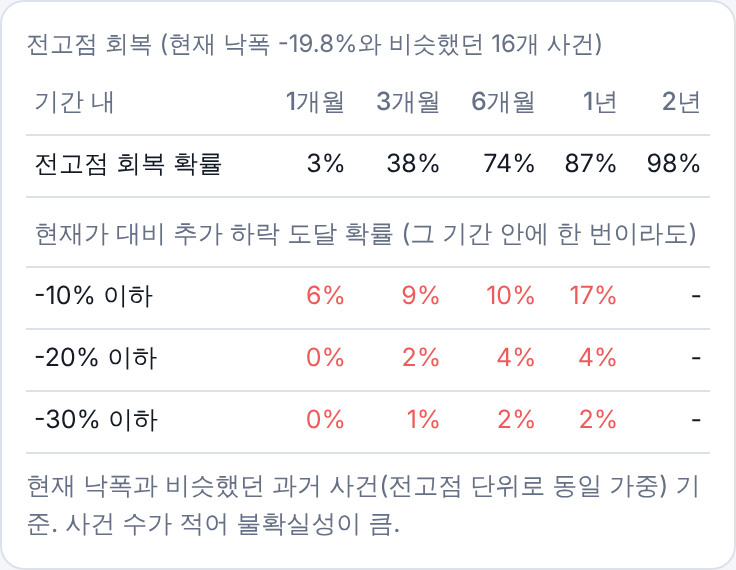 전고점 회복 (현재 낙폭 -19.8%와 비슷했던 16개 사건)
기간 내 1개월 3개월 6개월 1년 2년
전고점 회복 확률 3% 38% 74% 87% 98%
현재가 대비 추가 하락 도달 확률 (그 기간 안에 한 번이라도)
-10% 이하 6% 9% 10% 17% -
-20% 이하 0% 2% 4% 4% -
-30% 이하 0% 1% 2% 2% -
현재 낙폭과 비슷했던 과거 사건(전고점 단위로 동일 가중) 기
준. 사건 수가 적어 불확실성이 큼.